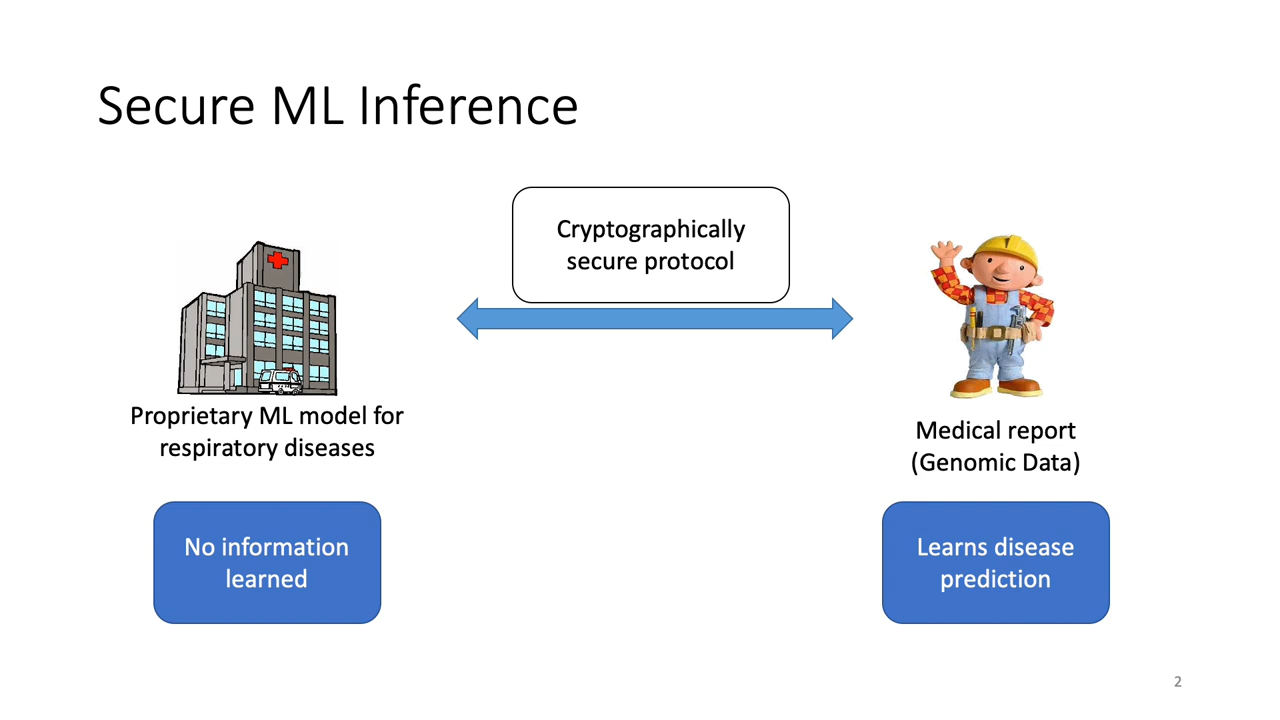 Secure ML Inference
Cryptographically
secure protocol
Proprietary ML model for
respiratory diseases
Medical report
(Genomic Data)
No information
learned
Learns disease
prediction
2